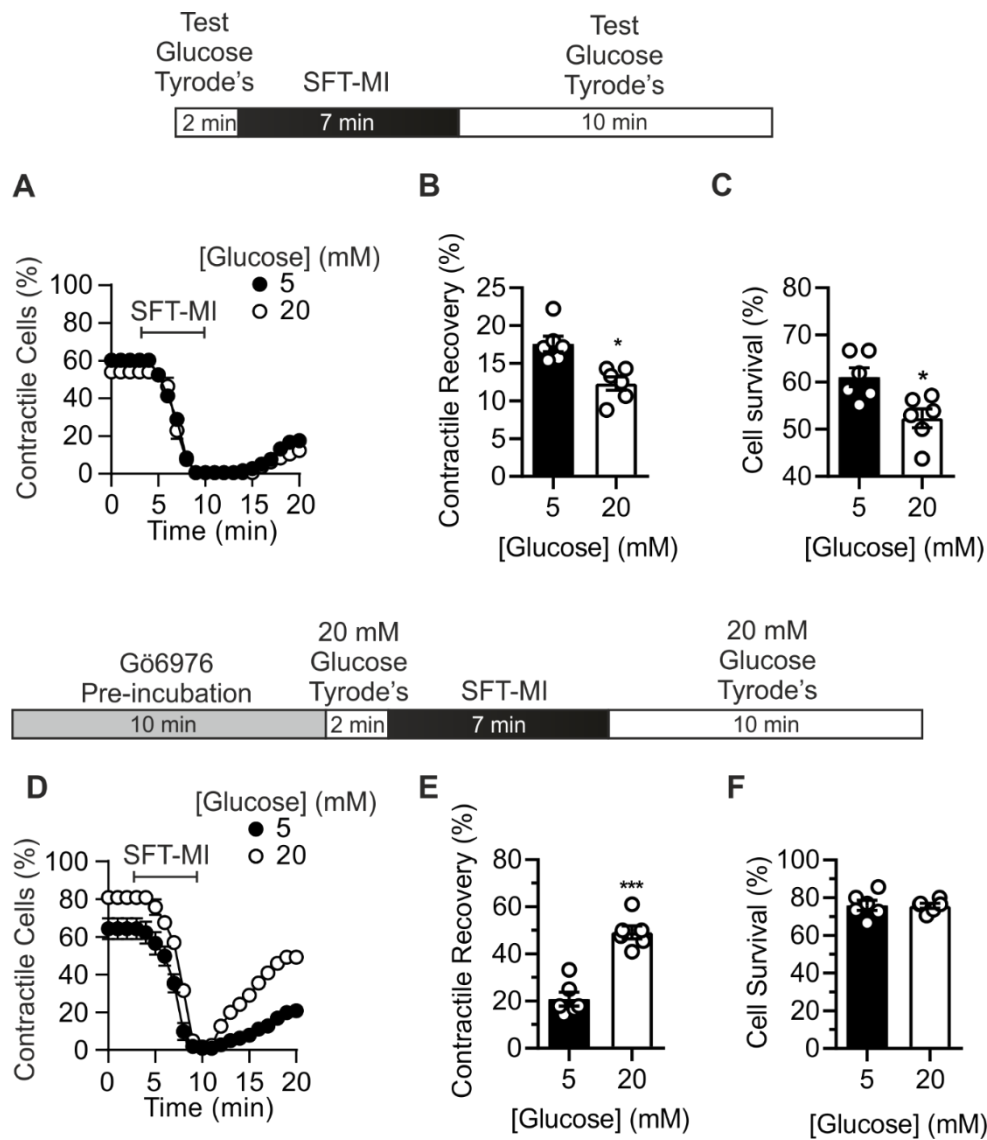 Test
Glucose
Tyrode's
SFT-MI
Test
Glucose
Tyrode's
2 min
7 min
10 min
A
[Glucose] (mM)
5
20
SFT-MI
Contractile Cells (%)
100
80
60
40
20
0
0 5 10 15 20
Time (min)
B
Contractile Recovery (%)
25
20
15
10
5
0
*
5 20
[Glucose] (mM)
C
Cell survival (%)
80
70
60
50
40
*
5 20
[Glucose] (mM)
Gö6976
Pre-incubation
20 mM
Glucose
Tyrode's
SFT-MI
20 mM
Glucose
Tyrode's
10 min
2 min
7 min
10 min
D
[Glucose] (mM)
5
20
SFT-MI
Contractile Cells (%)
100
80
60
40
20
0
0 5 10 15 20
Time (min)
E
Contractile Recovery (%)
80
60
40
20
0
***
5 20
[Glucose] (mM)
F
Cell Survival (%)
100
80
60
40
20
0
5 20
[Glucose] (mM)